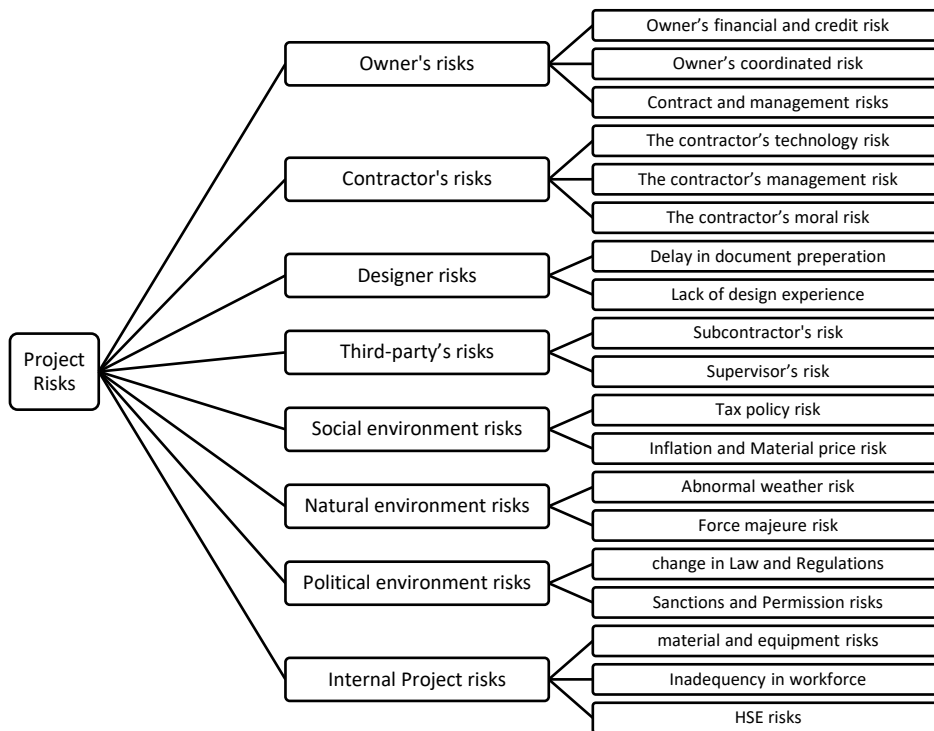 Project
Risks
Owner's risks
Owner’s financial and credit risk
Owner’s coordinated risk
Contract and management risks
Contractor's risks
The contractor’s technology risk
The contractor’s management risk
The contractor’s moral risk
Designer risks
Delay in document preperation
Lack of design experience
Third-party’s risks
Subcontractor's risk
Supervisor’s risk
Social environment risks
Tax policy risk
Inflation and Material price risk
Natural environment risks
Abnormal weather risk
Force majeure risk
Political environment risks
change in Law and Regulations
Sanctions and Permission risks
Internal Project risks
material and equipment risks
Inadequency in workforce
HSE risks